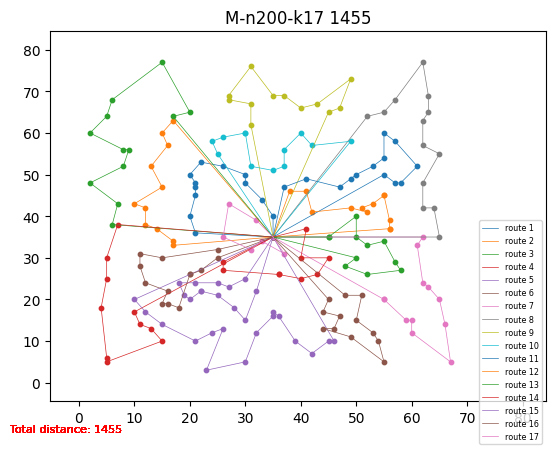 M-n200-k17 1455
80
70
60
50
40
30
20
10
0
0
10
20
30
40
50
60
70
80
route 1
route 2
route 3
route 4
route 5
route 6
route 7
route 8
route 9
route 10
route 11
route 12
route 13
route 14
route 15
route 16
route 17
Total distance: 1455